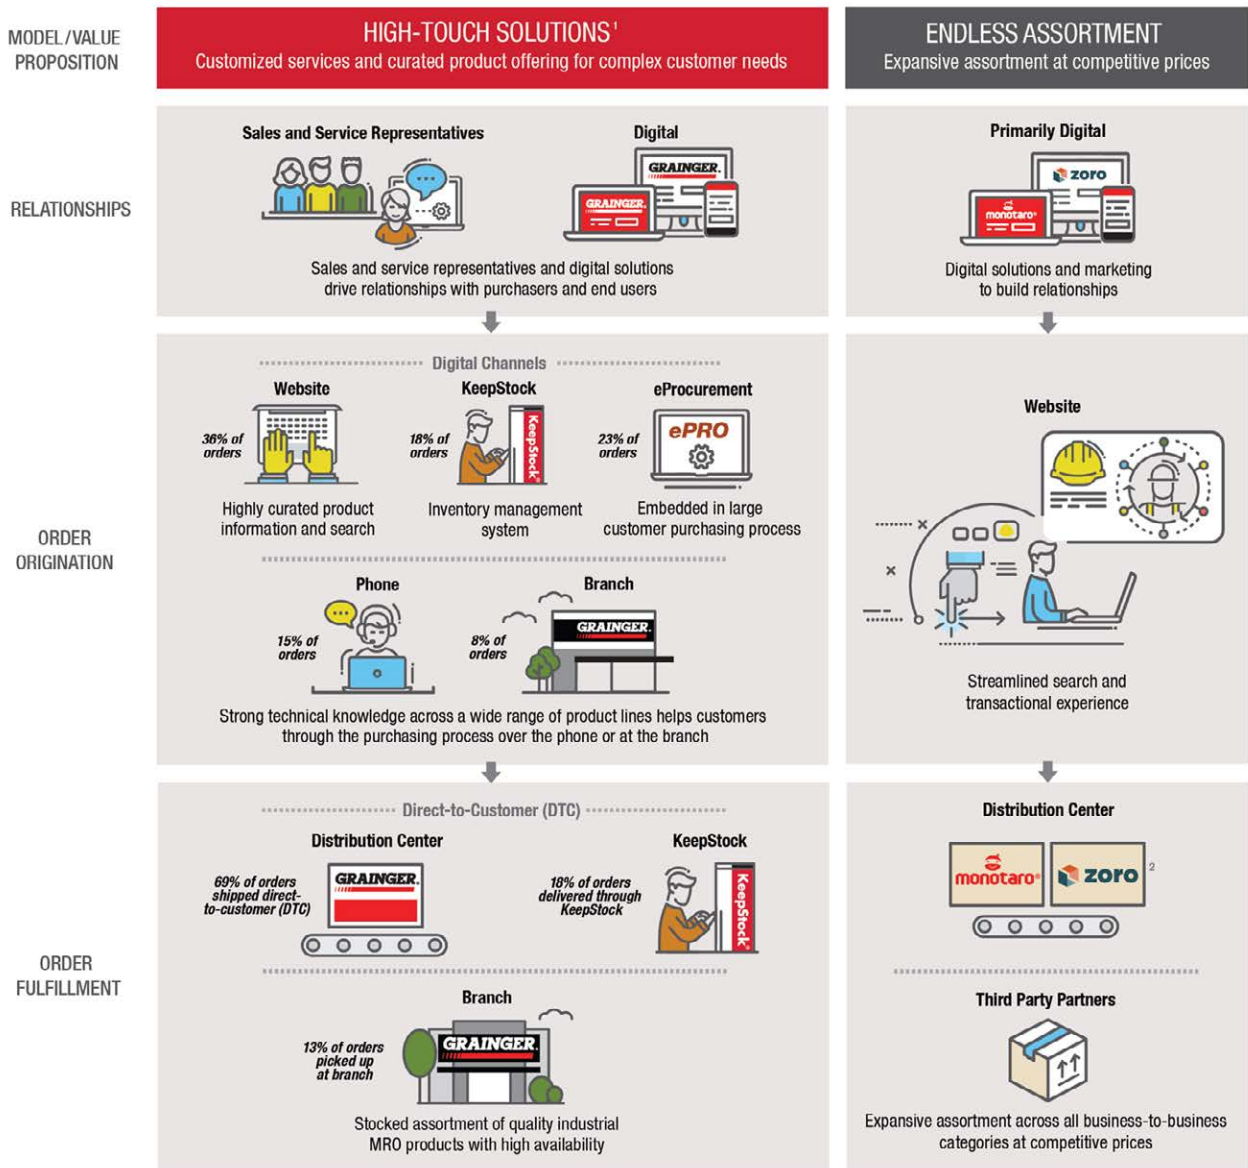 MODEL/VALUE
PROPOSITION
HIGH-TOUCH SOLUTIONS¹
Customized services and curated product offering for complex customer needs
ENDLESS ASSORTMENT
Expansive assortment at competitive prices
RELATIONSHIPS
Sales and Service Representatives
Digital
GRAINGER.
GRAINGER.
Sales and service representatives and digital solutions
drive relationships with purchasers and end users
Primarily Digital
ZORO
monotaro
Digital solutions and marketing
to build relationships
ORDER
ORIGINATION
Digital Channels
Website
36% of
orders
Highly curated product
information and search
KeepStock
18% of
orders
KeepStock
Inventory management
system
eProcurement
23% of
orders
ePRO
Embedded in large
customer purchasing process
Phone
15% of
orders
Branch
8% of
orders
GRAINGER.
Strong technical knowledge across a wide range of product lines helps customers
through the purchasing process over the phone or at the branch
Website
Streamlined search and
transactional experience
ORDER
FULFILLMENT
Direct-to-Customer (DTC)
Distribution Center
69% of orders
shipped direct-
to-customer (DTC)
GRAINGER.
KeepStock
18% of orders
delivered through
KeepStock
KeepStock
Branch
13% of orders
picked up
at branch
GRAINGER.
Stocked assortment of quality industrial
MRO products with high availability
Distribution Center
monotaro
ZORO ²
Third Party Partners
Expansive assortment across all business-to-business
categories at competitive prices